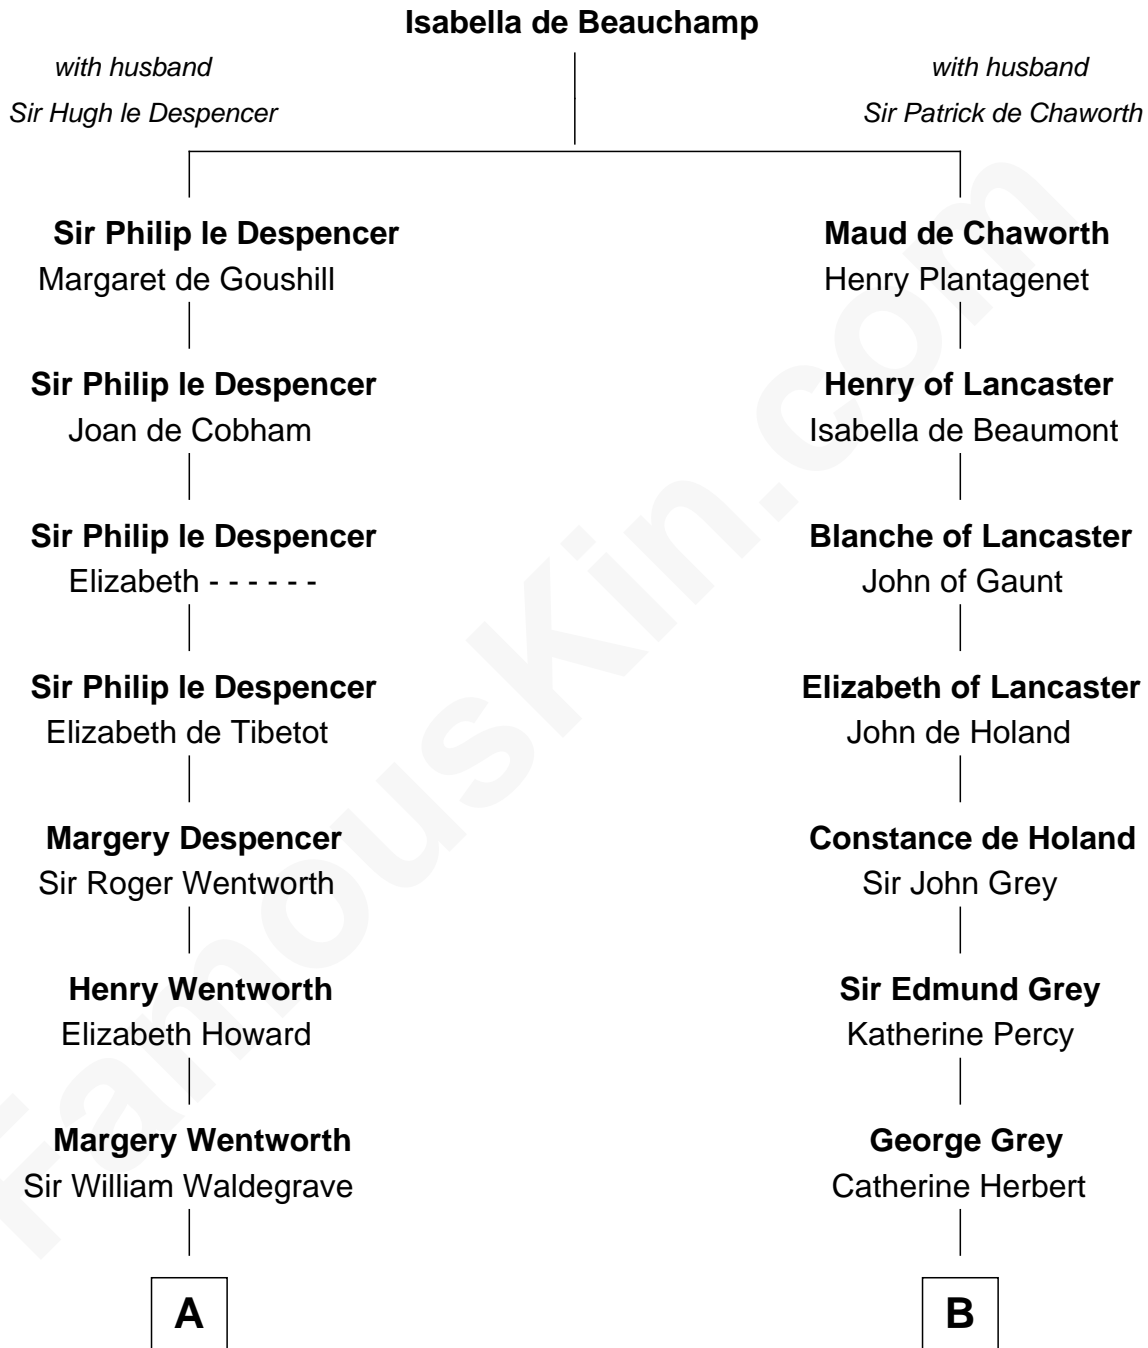 Isabella de Beauchamp
with husband
Sir Hugh le Despencer
with husband
Sir Patrick de Chaworth
Sir Philip le Despencer
Margaret de Goushill
Maud de Chaworth
Henry Plantagenet
Sir Philip le Despencer
Joan de Cobham
Henry of Lancaster
Isabella de Beaumont
Sir Philip le Despencer
Elizabeth - - - - - -
Blanche of Lancaster
John of Gaunt
Sir Philip le Despencer
Elizabeth de Tibetot
Elizabeth of Lancaster
John de Holand
Margery Despencer
Sir Roger Wentworth
Constance de Holand
Sir John Grey
Henry Wentworth
Elizabeth Howard
Sir Edmund Grey
Katherine Percy
Margery Wentworth
Sir William Waldegrave
George Grey
Catherine Herbert
A
B
FamousKin.com